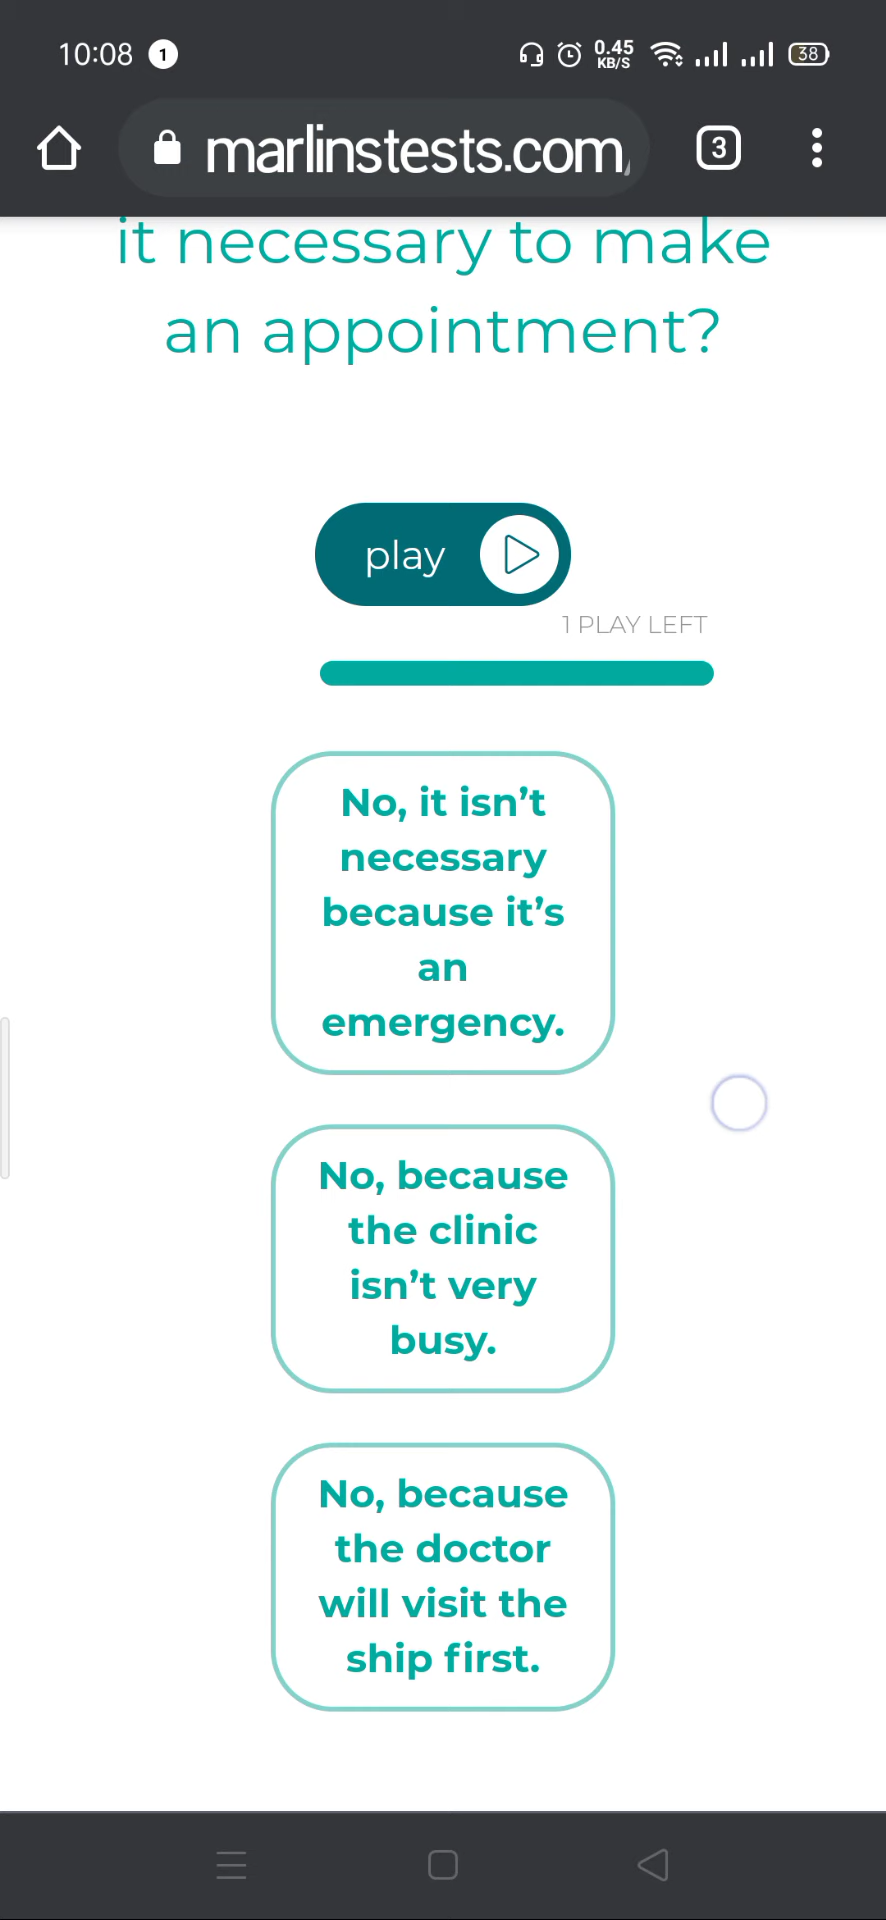 10:08 1 0.45 KB/S 38
marlinstests.com 3
it necessary to make
an appointment?
play
1 PLAY LEFT
No, it isn’t
necessary
because it’s
an
emergency.
No, because
the clinic
isn’t very
busy.
No, because
the doctor
will visit the
ship first.